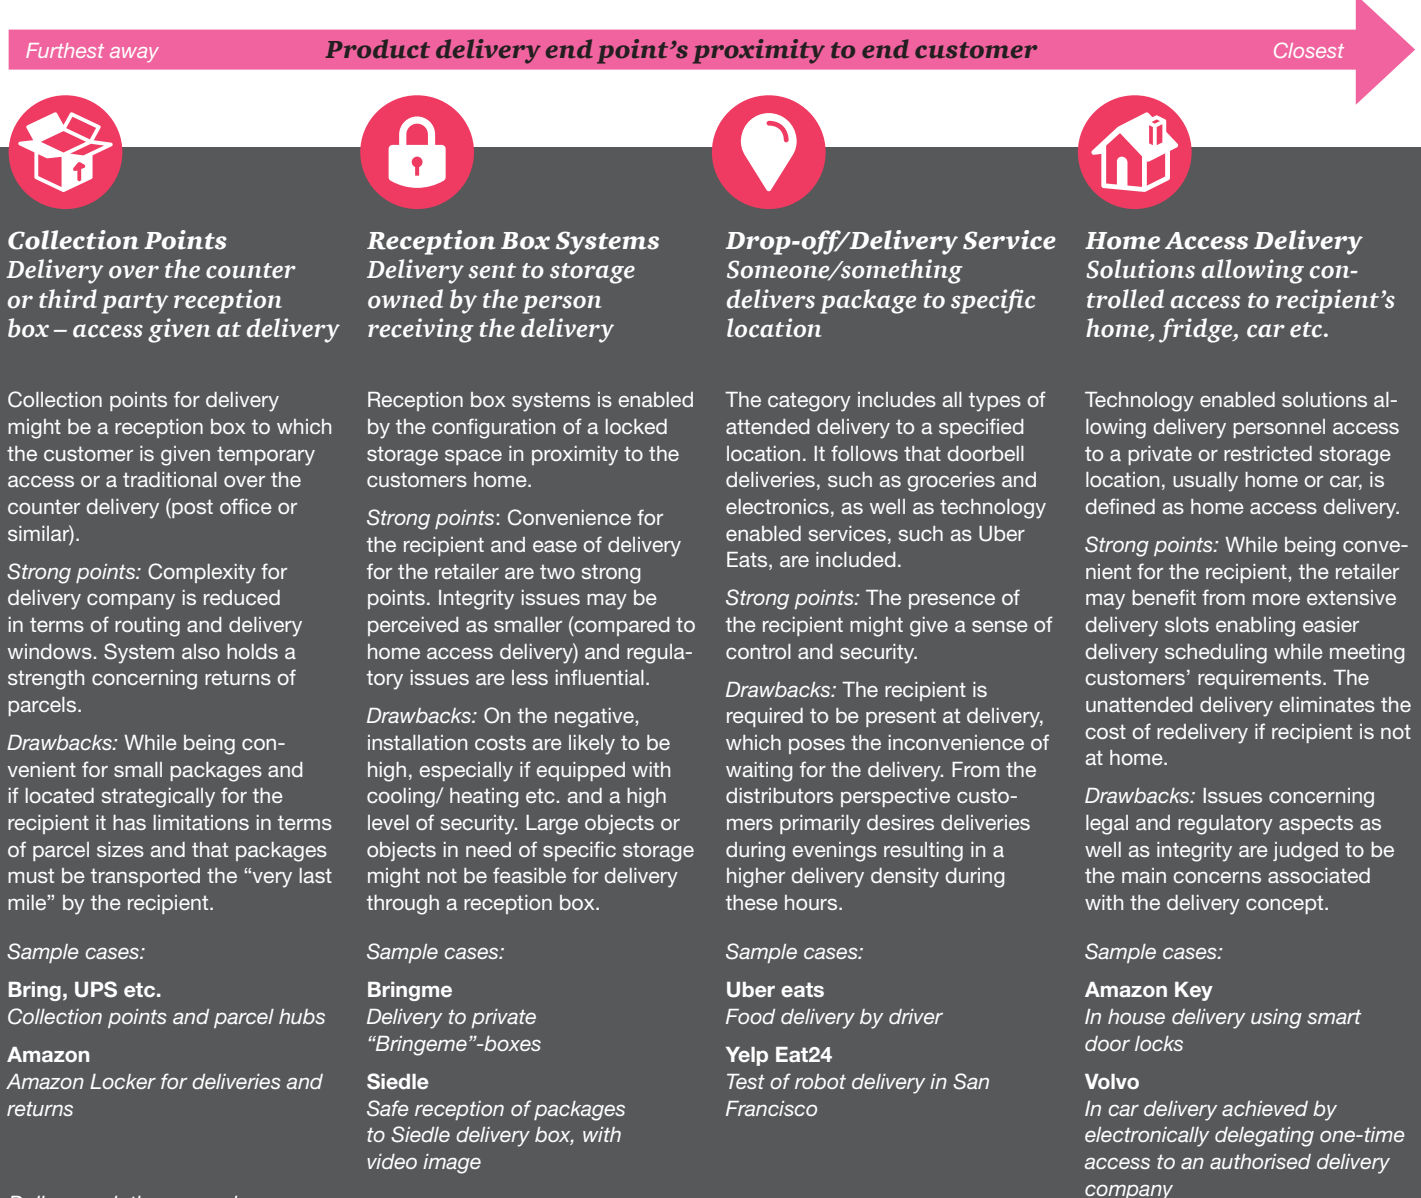 Furthest away
Product delivery end point's proximity to end customer
Closest
Collection Points
Delivery over the counter
or third party reception
box – access given at delivery
Collection points for delivery
might be a reception box to which
the customer is given temporary
access or a traditional over the
counter delivery (post office or
similar).
Strong points: Complexity for
delivery company is reduced
in terms of routing and delivery
windows. System also holds a
strength concerning returns of
parcels.
Drawbacks: While being con-
venient for small packages and
if located strategically for the
recipient it has limitations in terms
of parcel sizes and that packages
must be transported the “very last
mile” by the recipient.
Sample cases:
Bring, UPS etc.
Collection points and parcel hubs
Amazon
Amazon Locker for deliveries and
returns
Reception Box Systems
Delivery sent to storage
owned by the person
receiving the delivery
Reception box systems is enabled
by the configuration of a locked
storage space in proximity to the
customers home.
Strong points: Convenience for
the recipient and ease of delivery
for the retailer are two strong
points. Integrity issues may be
perceived as smaller (compared to
home access delivery) and regula-
tory issues are less influential.
Drawbacks: On the negative,
installation costs are likely to be
high, especially if equipped with
cooling/ heating etc. and a high
level of security. Large objects or
objects in need of specific storage
might not be feasible for delivery
through a reception box.
Sample cases:
Bringme
Delivery to private
“Bringeme”-boxes
Siedle
Safe reception of packages
to Siedle delivery box, with
video image
Drop-off/Delivery Service
Someone/something
delivers package to specific
location
The category includes all types of
attended delivery to a specified
location. It follows that doorbell
deliveries, such as groceries and
electronics, as well as technology
enabled services, such as Uber
Eats, are included.
Strong points: The presence of
the recipient might give a sense of
control and security.
Drawbacks: The recipient is
required to be present at delivery,
which poses the inconvenience of
waiting for the delivery. From the
distributors perspective custo-
mers primarily desires deliveries
during evenings resulting in a
higher delivery density during
these hours.
Sample cases:
Uber eats
Food delivery by driver
Yelp Eat24
Test of robot delivery in San
Francisco
Home Access Delivery
Solutions allowing con-
trolled access to recipient's
home, fridge, car etc.
Technology enabled solutions al-
lowing delivery personnel access
to a private or restricted storage
location, usually home or car, is
defined as home access delivery.
Strong points: While being conve-
nient for the recipient, the retailer
may benefit from more extensive
delivery slots enabling easier
delivery scheduling while meeting
customers’ requirements. The
unattended delivery eliminates the
cost of redelivery if recipient is not
at home.
Drawbacks: Issues concerning
legal and regulatory aspects as
well as integrity are judged to be
the main concerns associated
with the delivery concept.
Sample cases:
Amazon Key
In house delivery using smart
door locks
Volvo
In car delivery achieved by
electronically delegating one-time
access to an authorised delivery
company